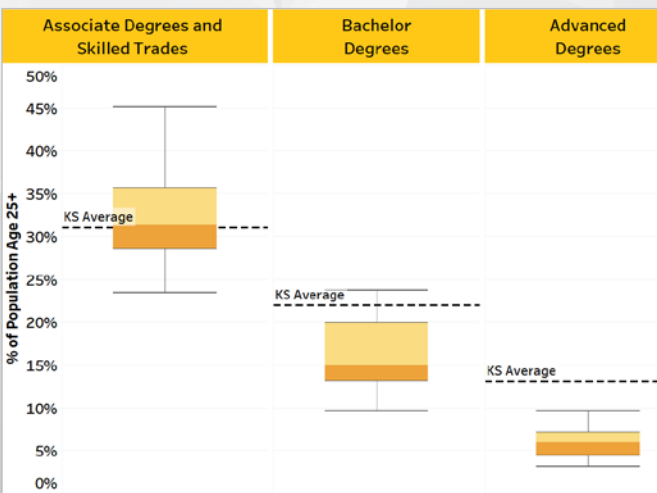 Associate Degrees and
Skilled Trades
Bachelor
Degrees
Advanced
Degrees
% of Population Age 25+
50%
45%
40%
35%
30%
25%
20%
15%
10%
5%
0%
KS Average
KS Average
KS Average